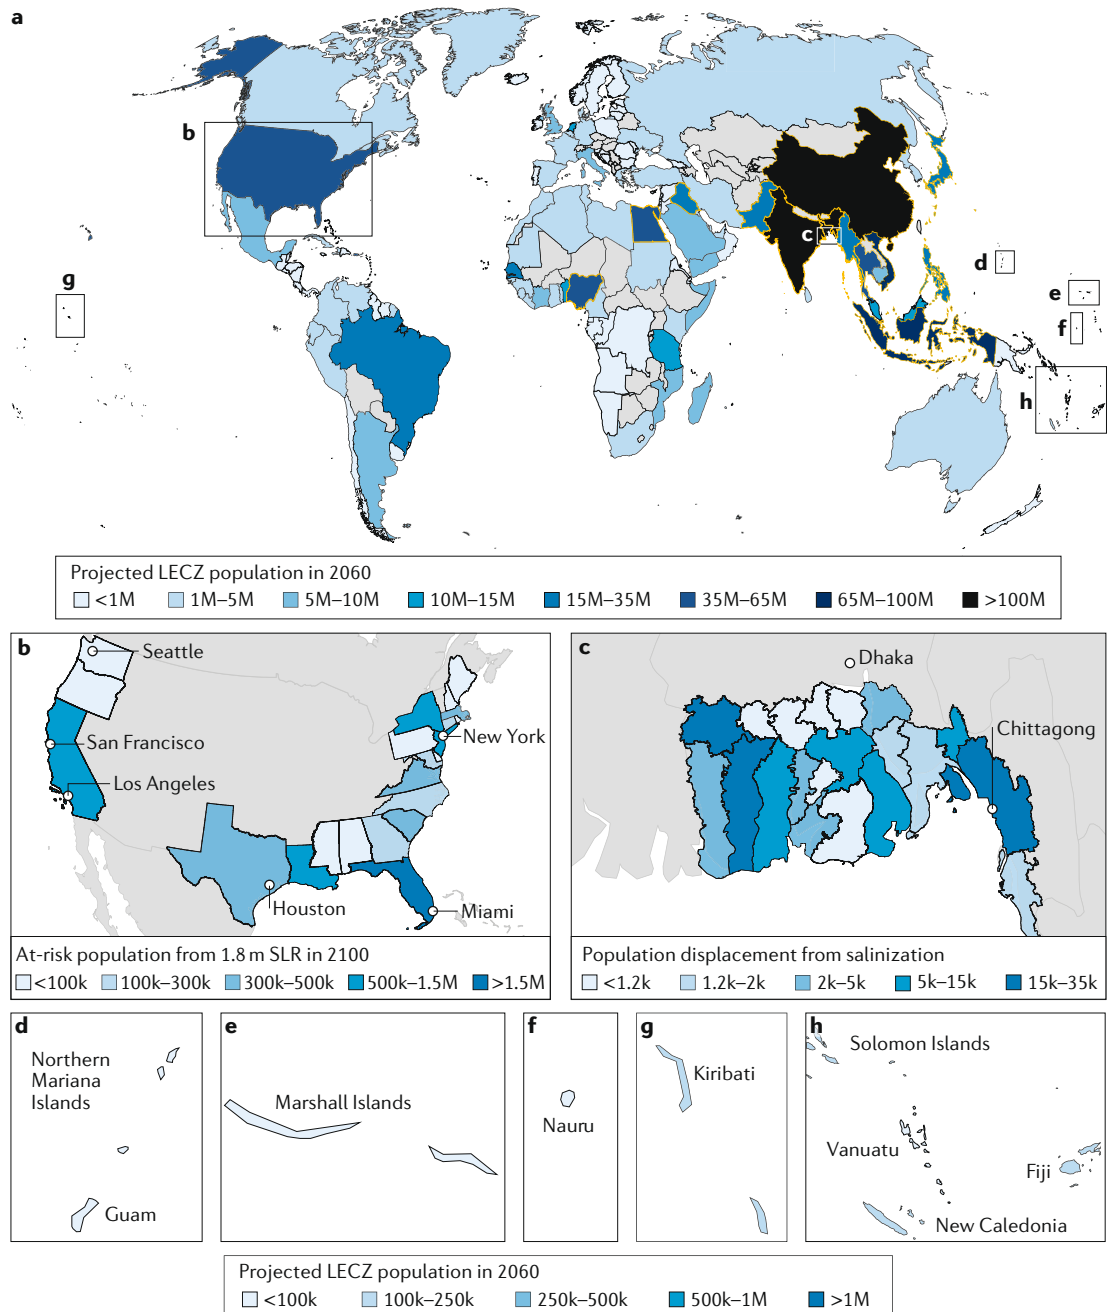 a
b
c
d
e
f
g
h
Projected LECZ population in 2060
<1M 1M–5M 5M–10M 10M–15M 15M–35M 35M–65M 65M–100M >100M
b
Seattle
San Francisco
Los Angeles
New York
Houston
Miami
At-risk population from 1.8 m SLR in 2100
<100k 100k–300k 300k–500k 500k–1.5M >1.5M
c
Dhaka
Chittagong
Population displacement from salinization
<1.2k 1.2k–2k 2k–5k 5k–15k 15k–35k
d
Northern
Mariana
Islands
Guam
e
Marshall Islands
f
Nauru
g
Kiribati
h
Solomon Islands
Vanuatu
Fiji
New Caledonia
Projected LECZ population in 2060
<100k 100k–250k 250k–500k 500k–1M >1M